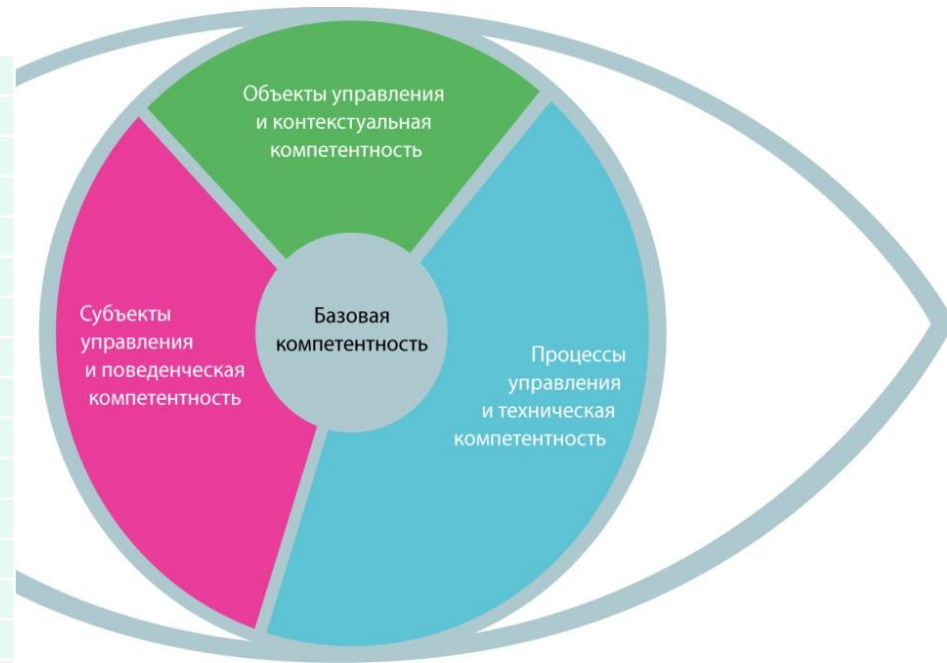 Объекты управления
и контекстуальная
компетентность
Субъекты
управления
и поведенческая
компетентность
Базовая
компетентность
Процессы
управления
и техническая
компетентность